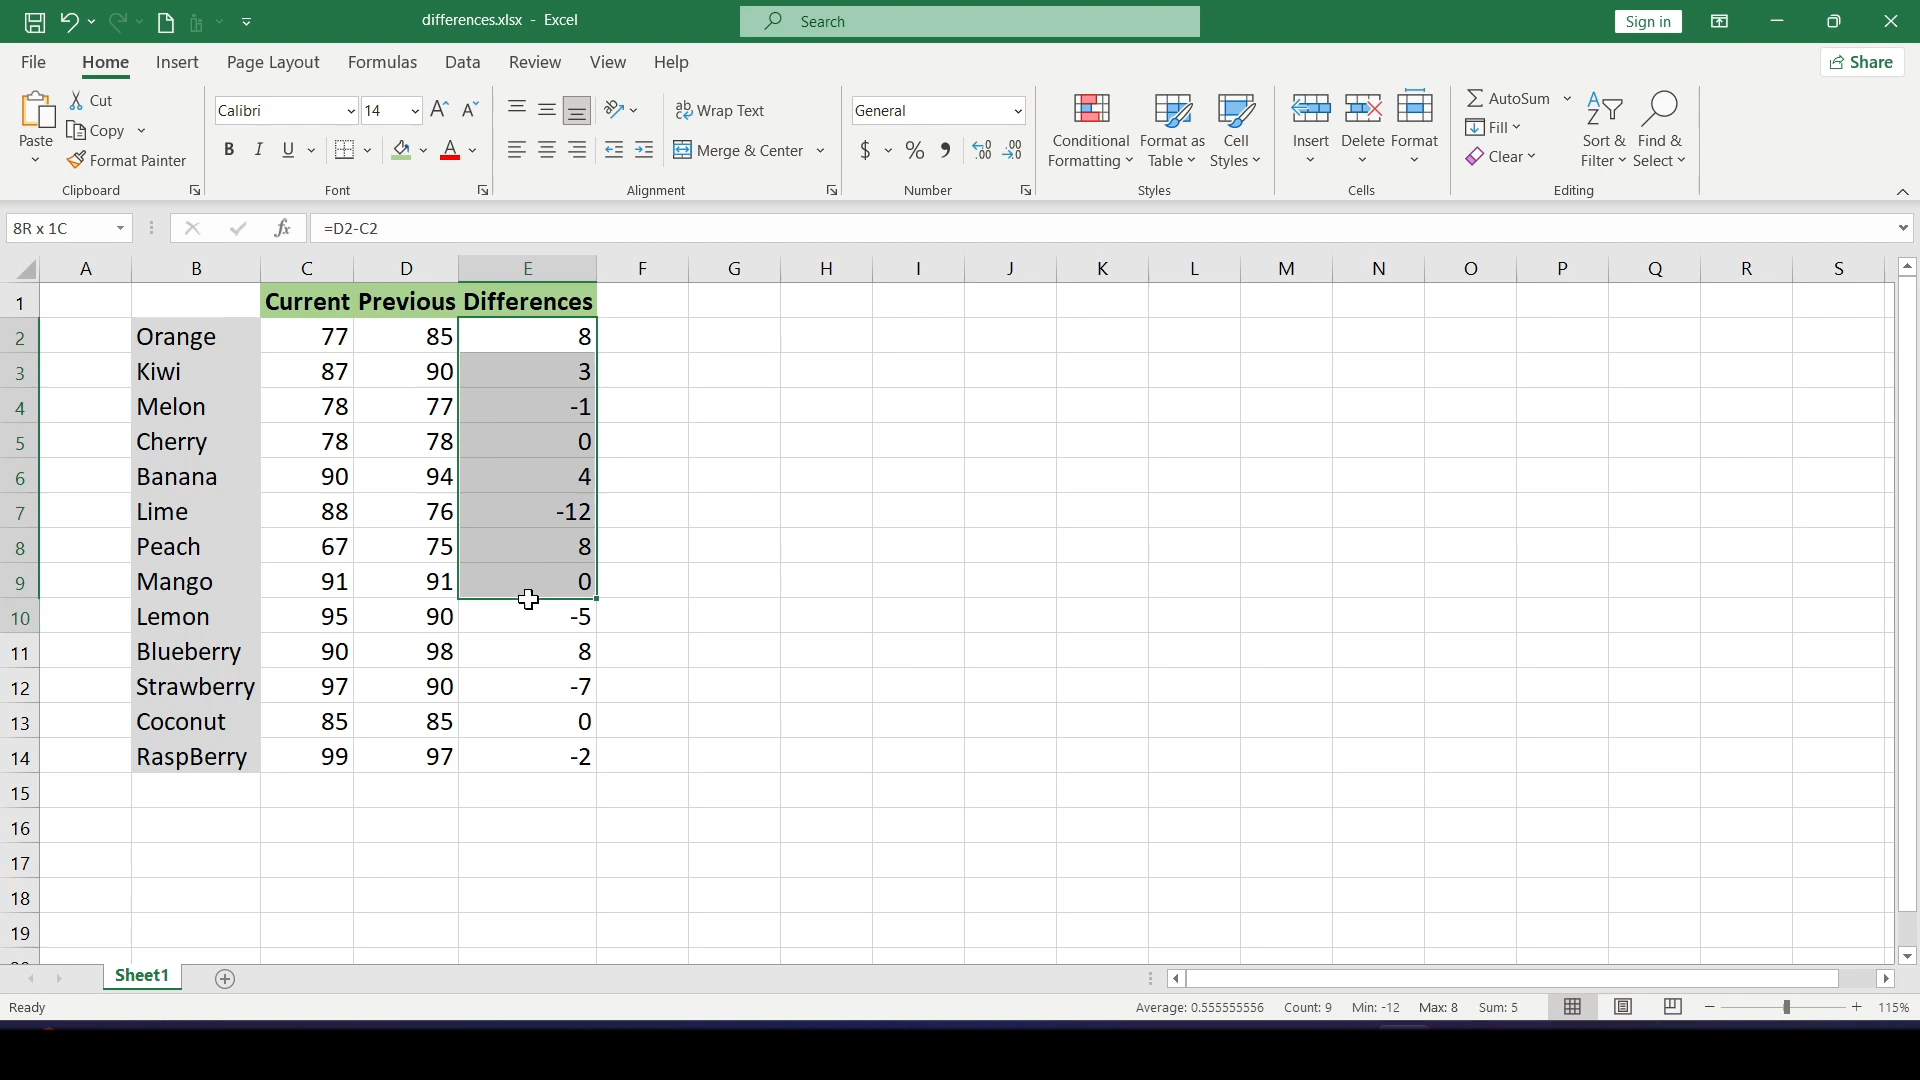 differences.xlsx - Excel
Search
Sign in
File Home Insert Page Layout Formulas Data Review View Help
Share
Paste
Cut
Copy
Format Painter
Clipboard
Calibri 14
B I U A
Font
ab Wrap Text
Merge & Center
Alignment
General
$ % 9 .00 .00
Number
Conditional Formatting
Format as Table
Cell Styles
Styles
Insert Delete Format
Cells
AutoSum
Fill
Clear
Sort & Filter
Find & Select
Editing
8R x 1C fx =D2-C2
A B C D E F G H I J K L M N O P Q R S
1 Current Previous Differences
2 Orange 77 85 8
3 Kiwi 87 90 3
4 Melon 78 77 -1
5 Cherry 78 78 0
6 Banana 90 94 4
7 Lime 88 76 -12
8 Peach 67 75 8
9 Mango 91 91 0
10 Lemon 95 90 -5
11 Blueberry 90 98 8
12 Strawberry 97 90 -7
13 Coconut 85 85 0
14 RaspBerry 99 97 -2
15
16
17
18
19
Sheet1
Ready Average: 0.555555556 Count: 9 Min: -12 Max: 8 Sum: 5 115%